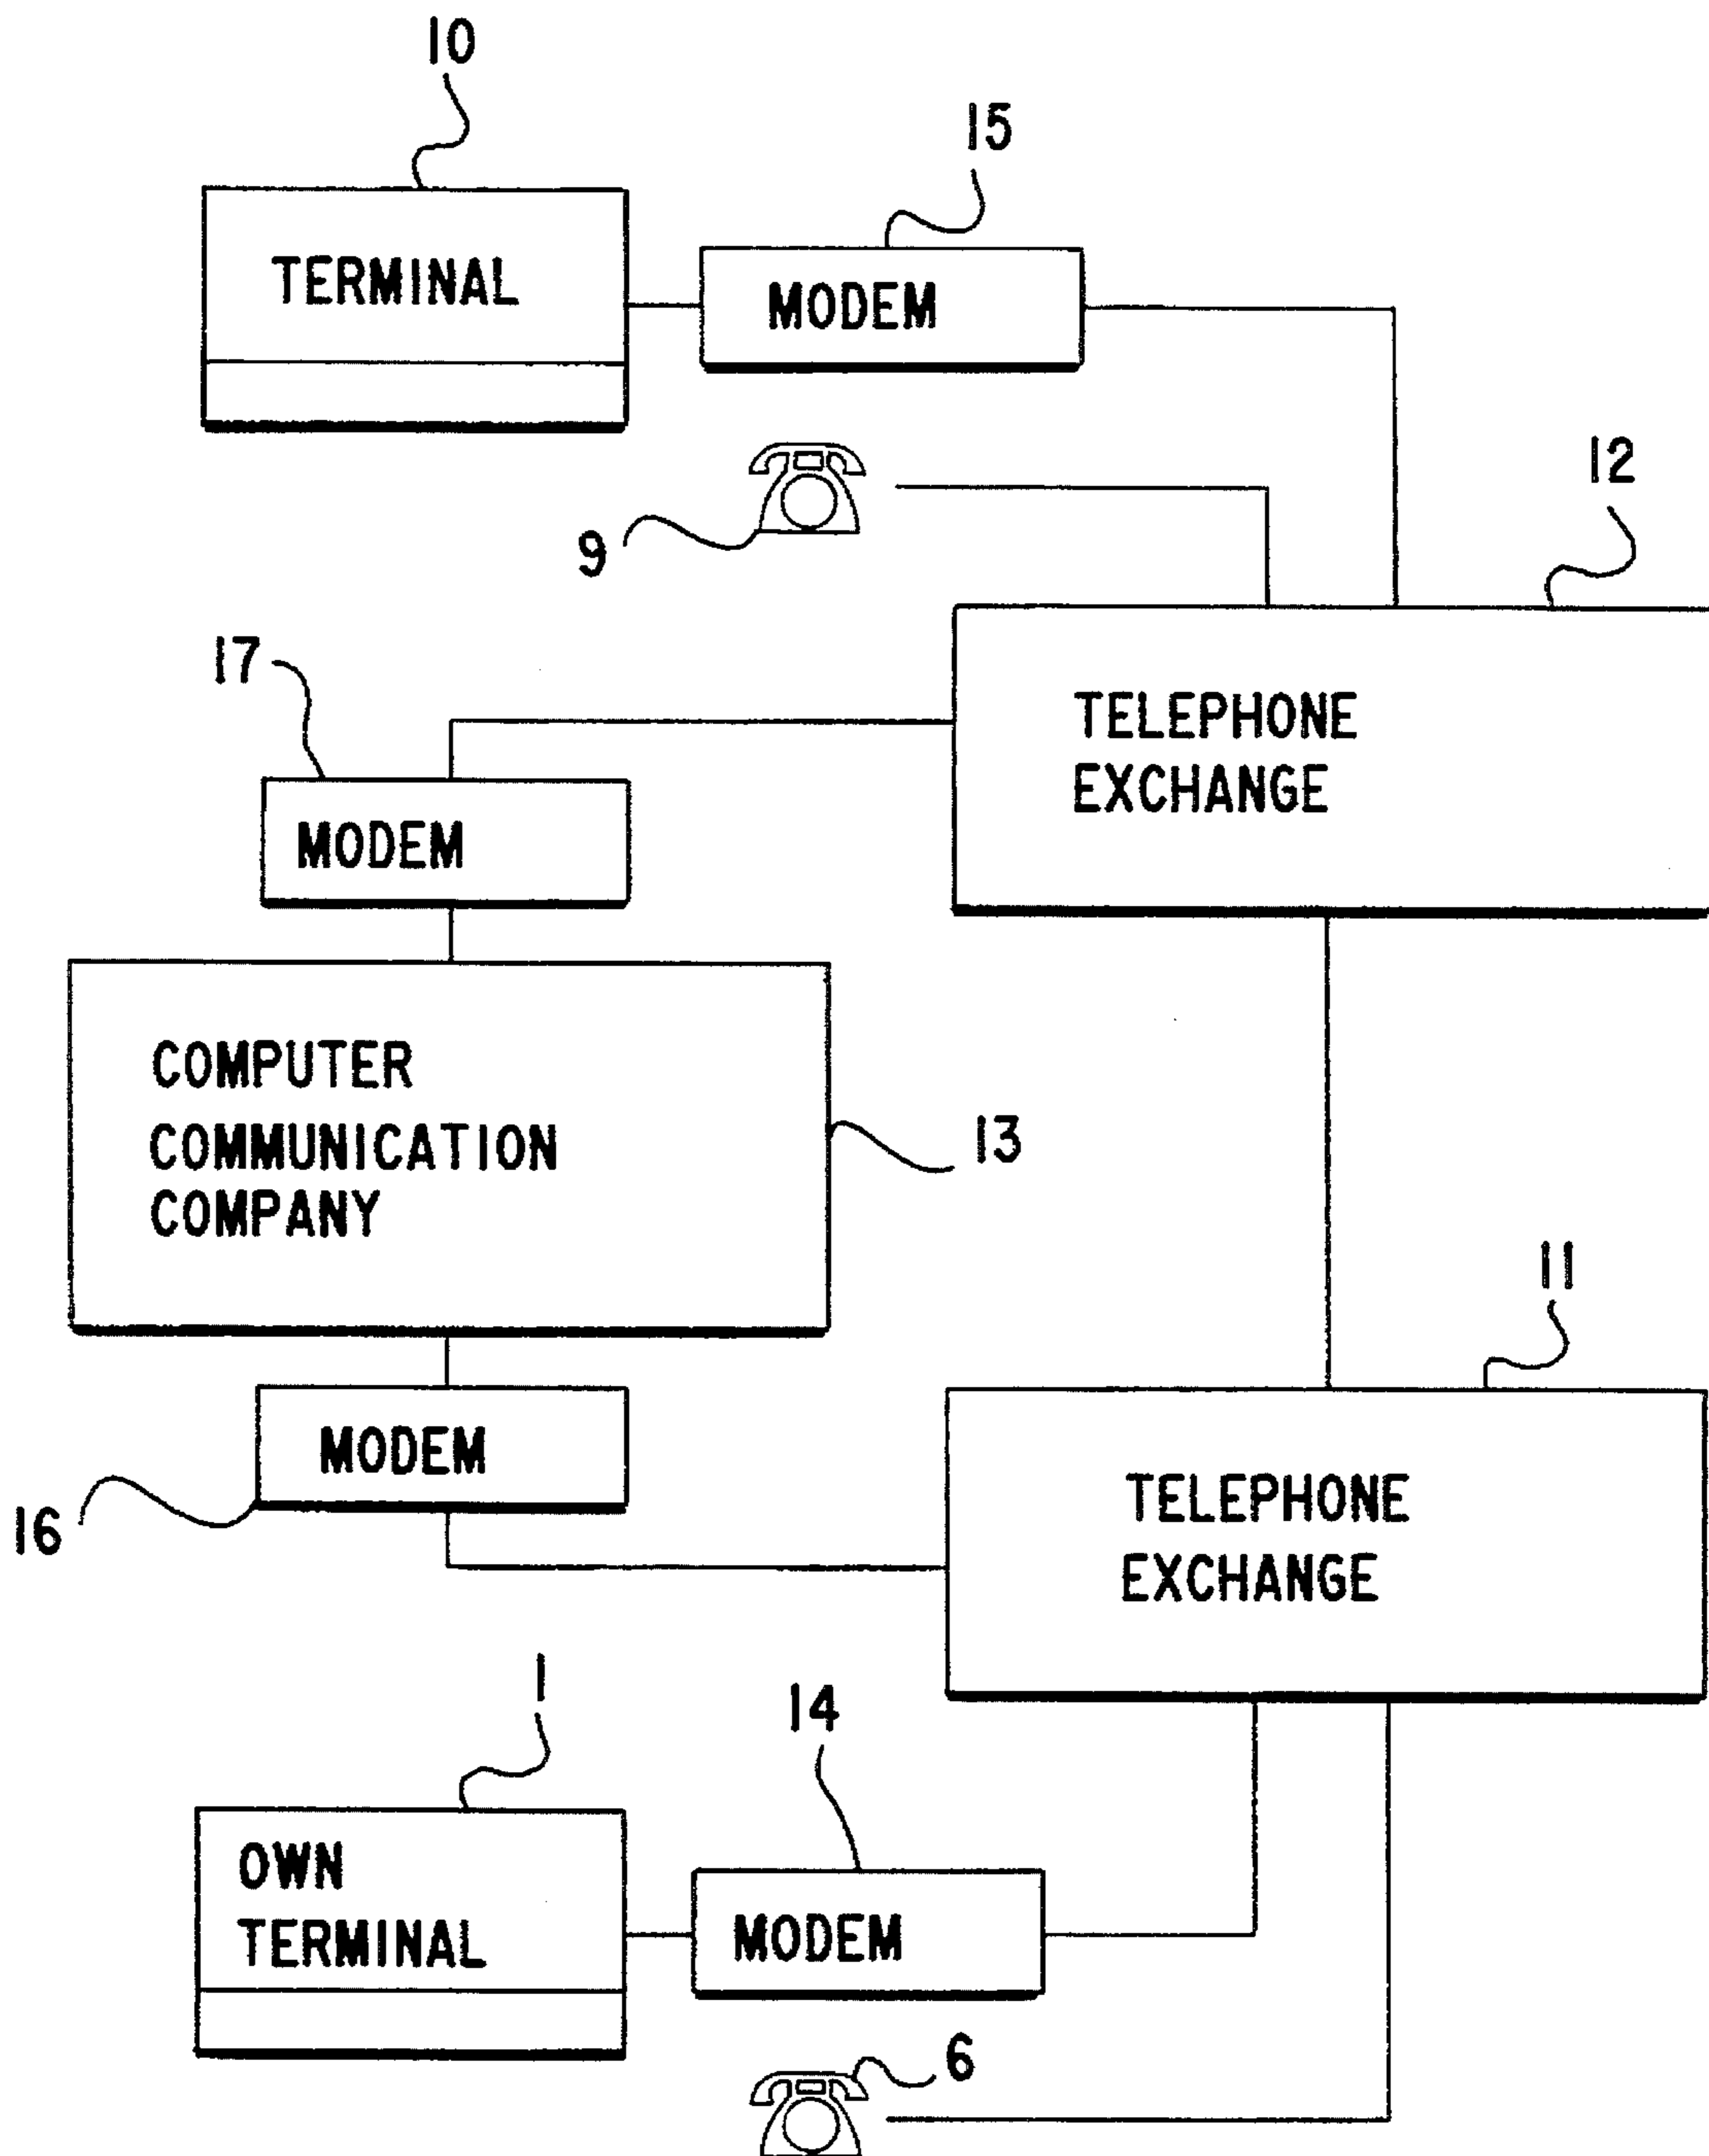 10
15
TERMINAL
MODEM
12
9
17
TELEPHONE
EXCHANGE
MODEM
COMPUTER
COMMUNICATION
COMPANY
13
11
MODEM
16
TELEPHONE
EXCHANGE
1
14
OWN
TERMINAL
MODEM
6